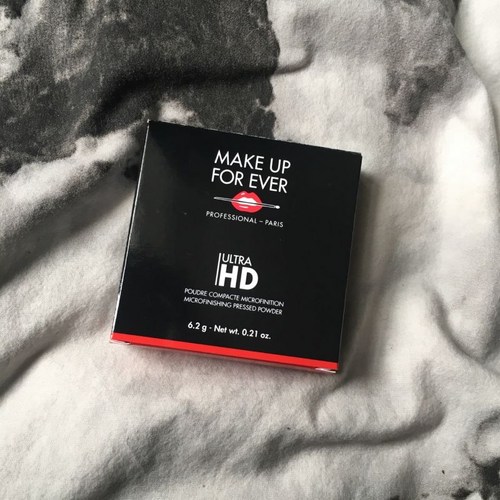 MAKE UP
FOR EVER
PROFESSIONAL – PARIS
ULTRA
HD
POUDRE COMPACTE MICROFINITION
MICROFINISHING PRESSED POWDER
6.2 g - Net wt. 0.21 oz.